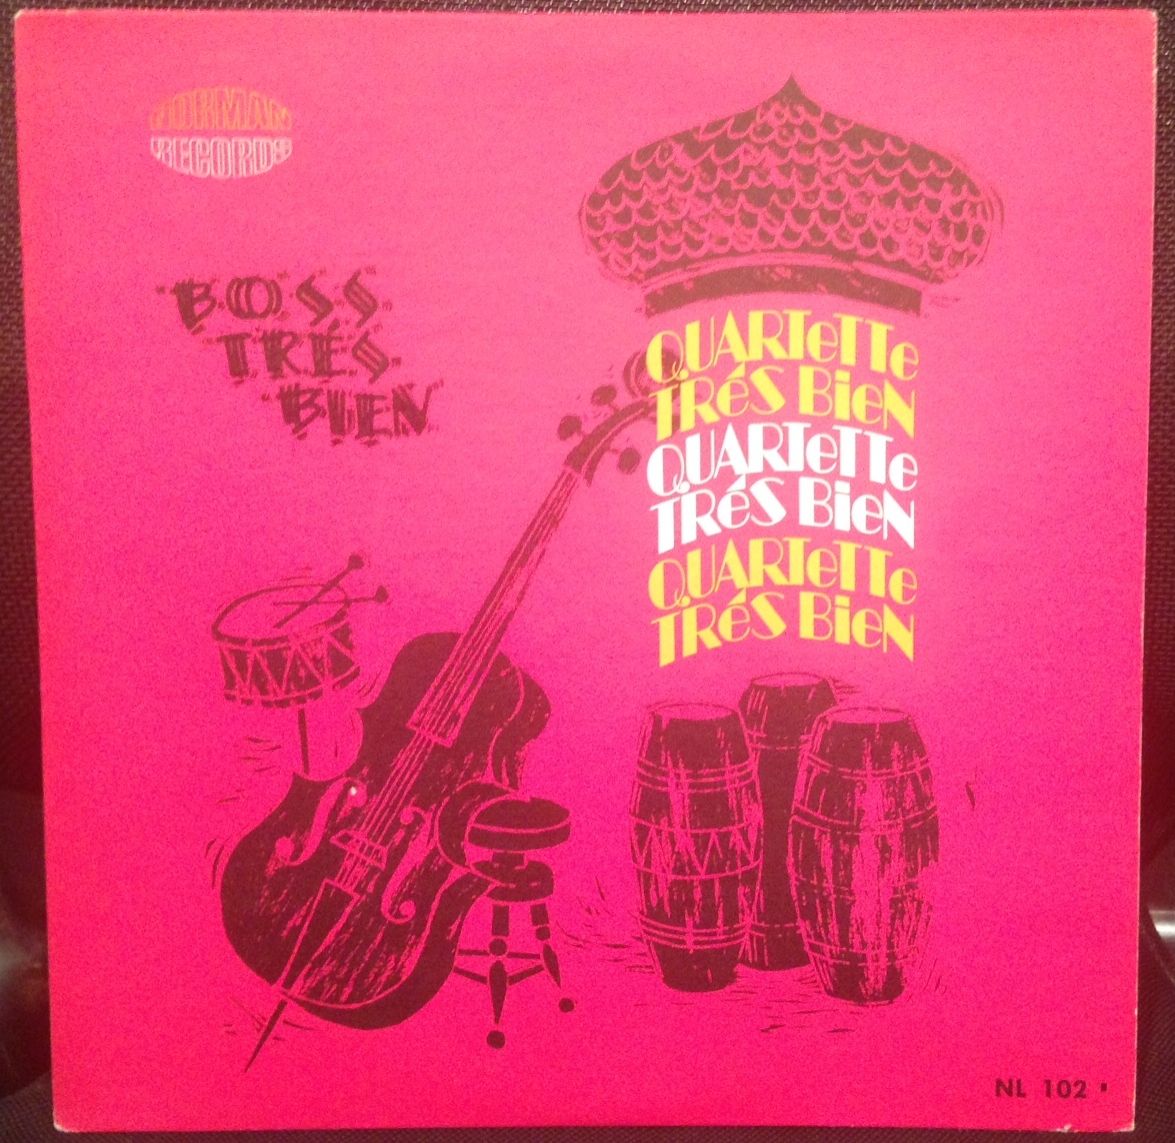 NORMAN
RECORDS
BOSS
TRÉS
BIEN
QUARTeTTe
TRéS BieN
QUARTeTTe
TRéS BieN
QUARTeTTe
TRéS BieN
NL 102